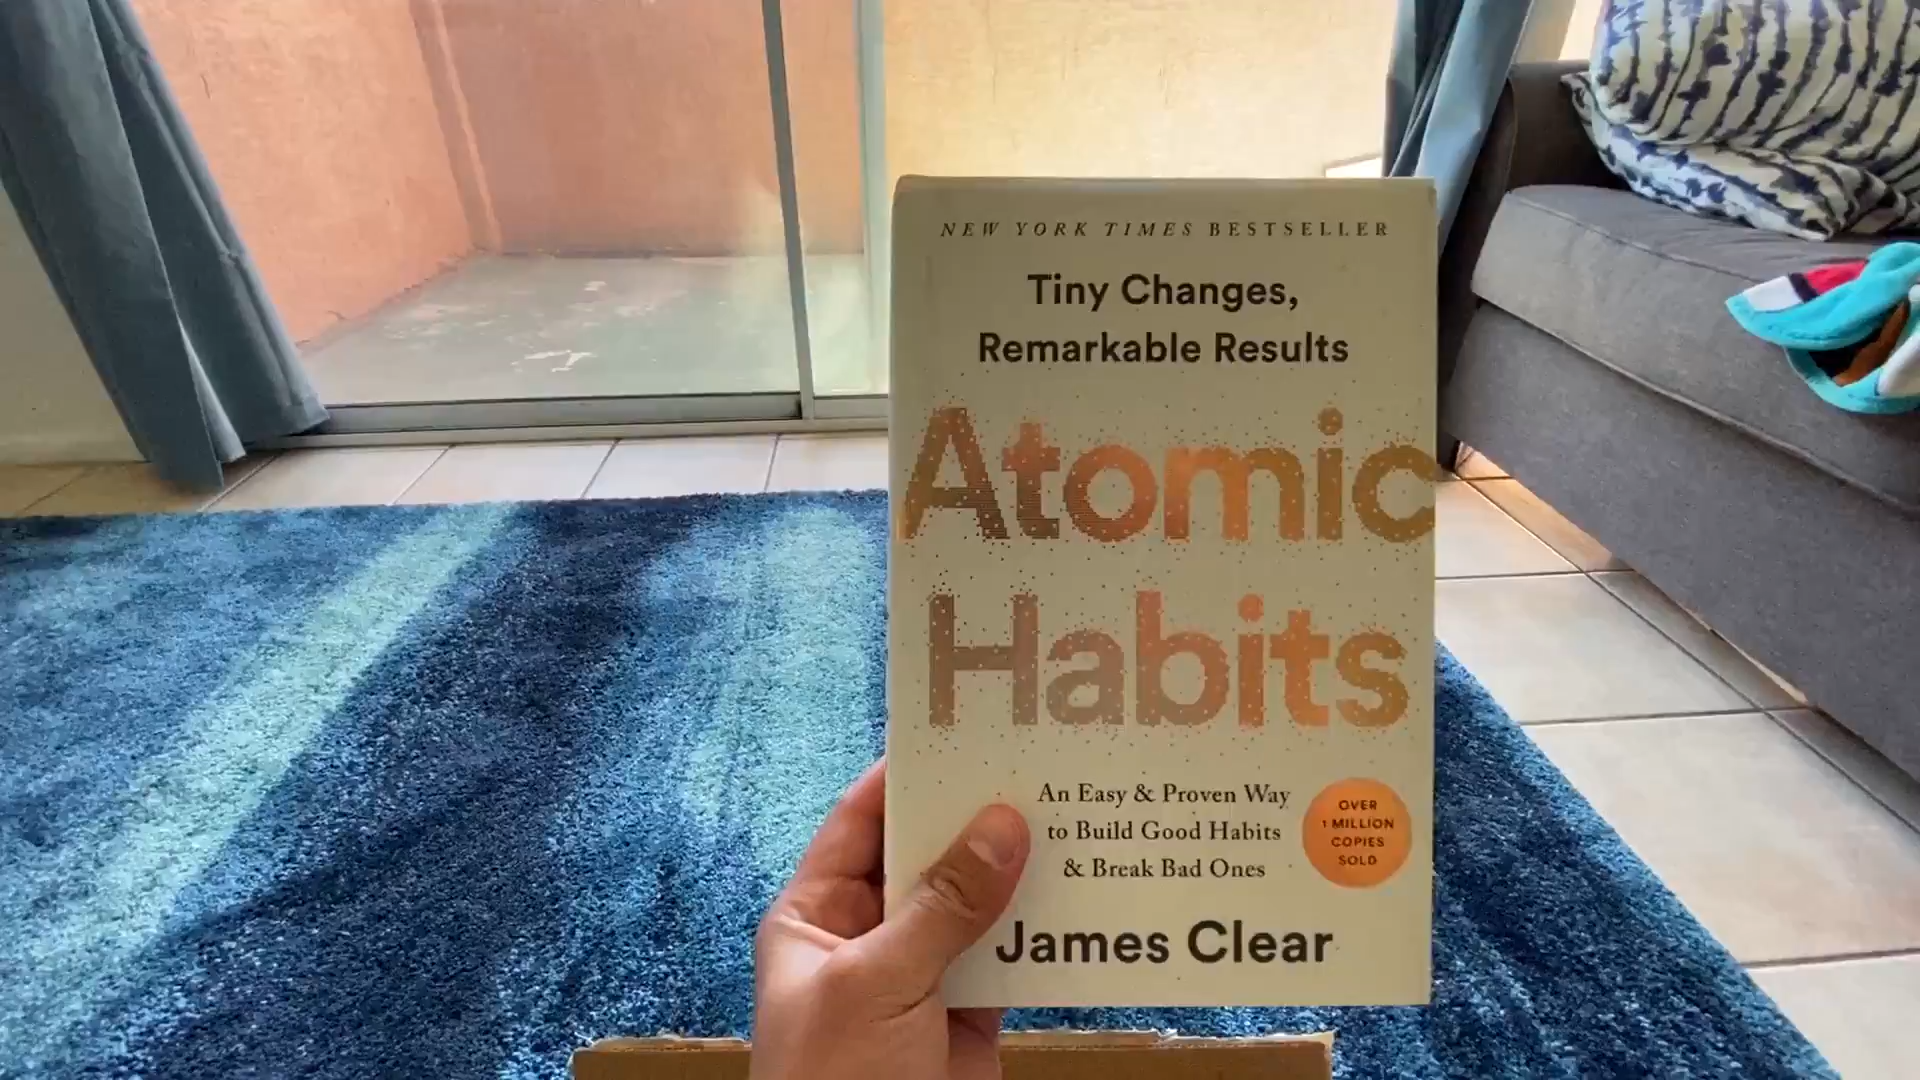 NEW YORK TIMES BESTSELLER
Tiny Changes,
Remarkable Results
Atomic
Habits
An Easy & Proven Way
to Build Good Habits
& Break Bad Ones
OVER
1 MILLION
COPIES
SOLD
James Clear